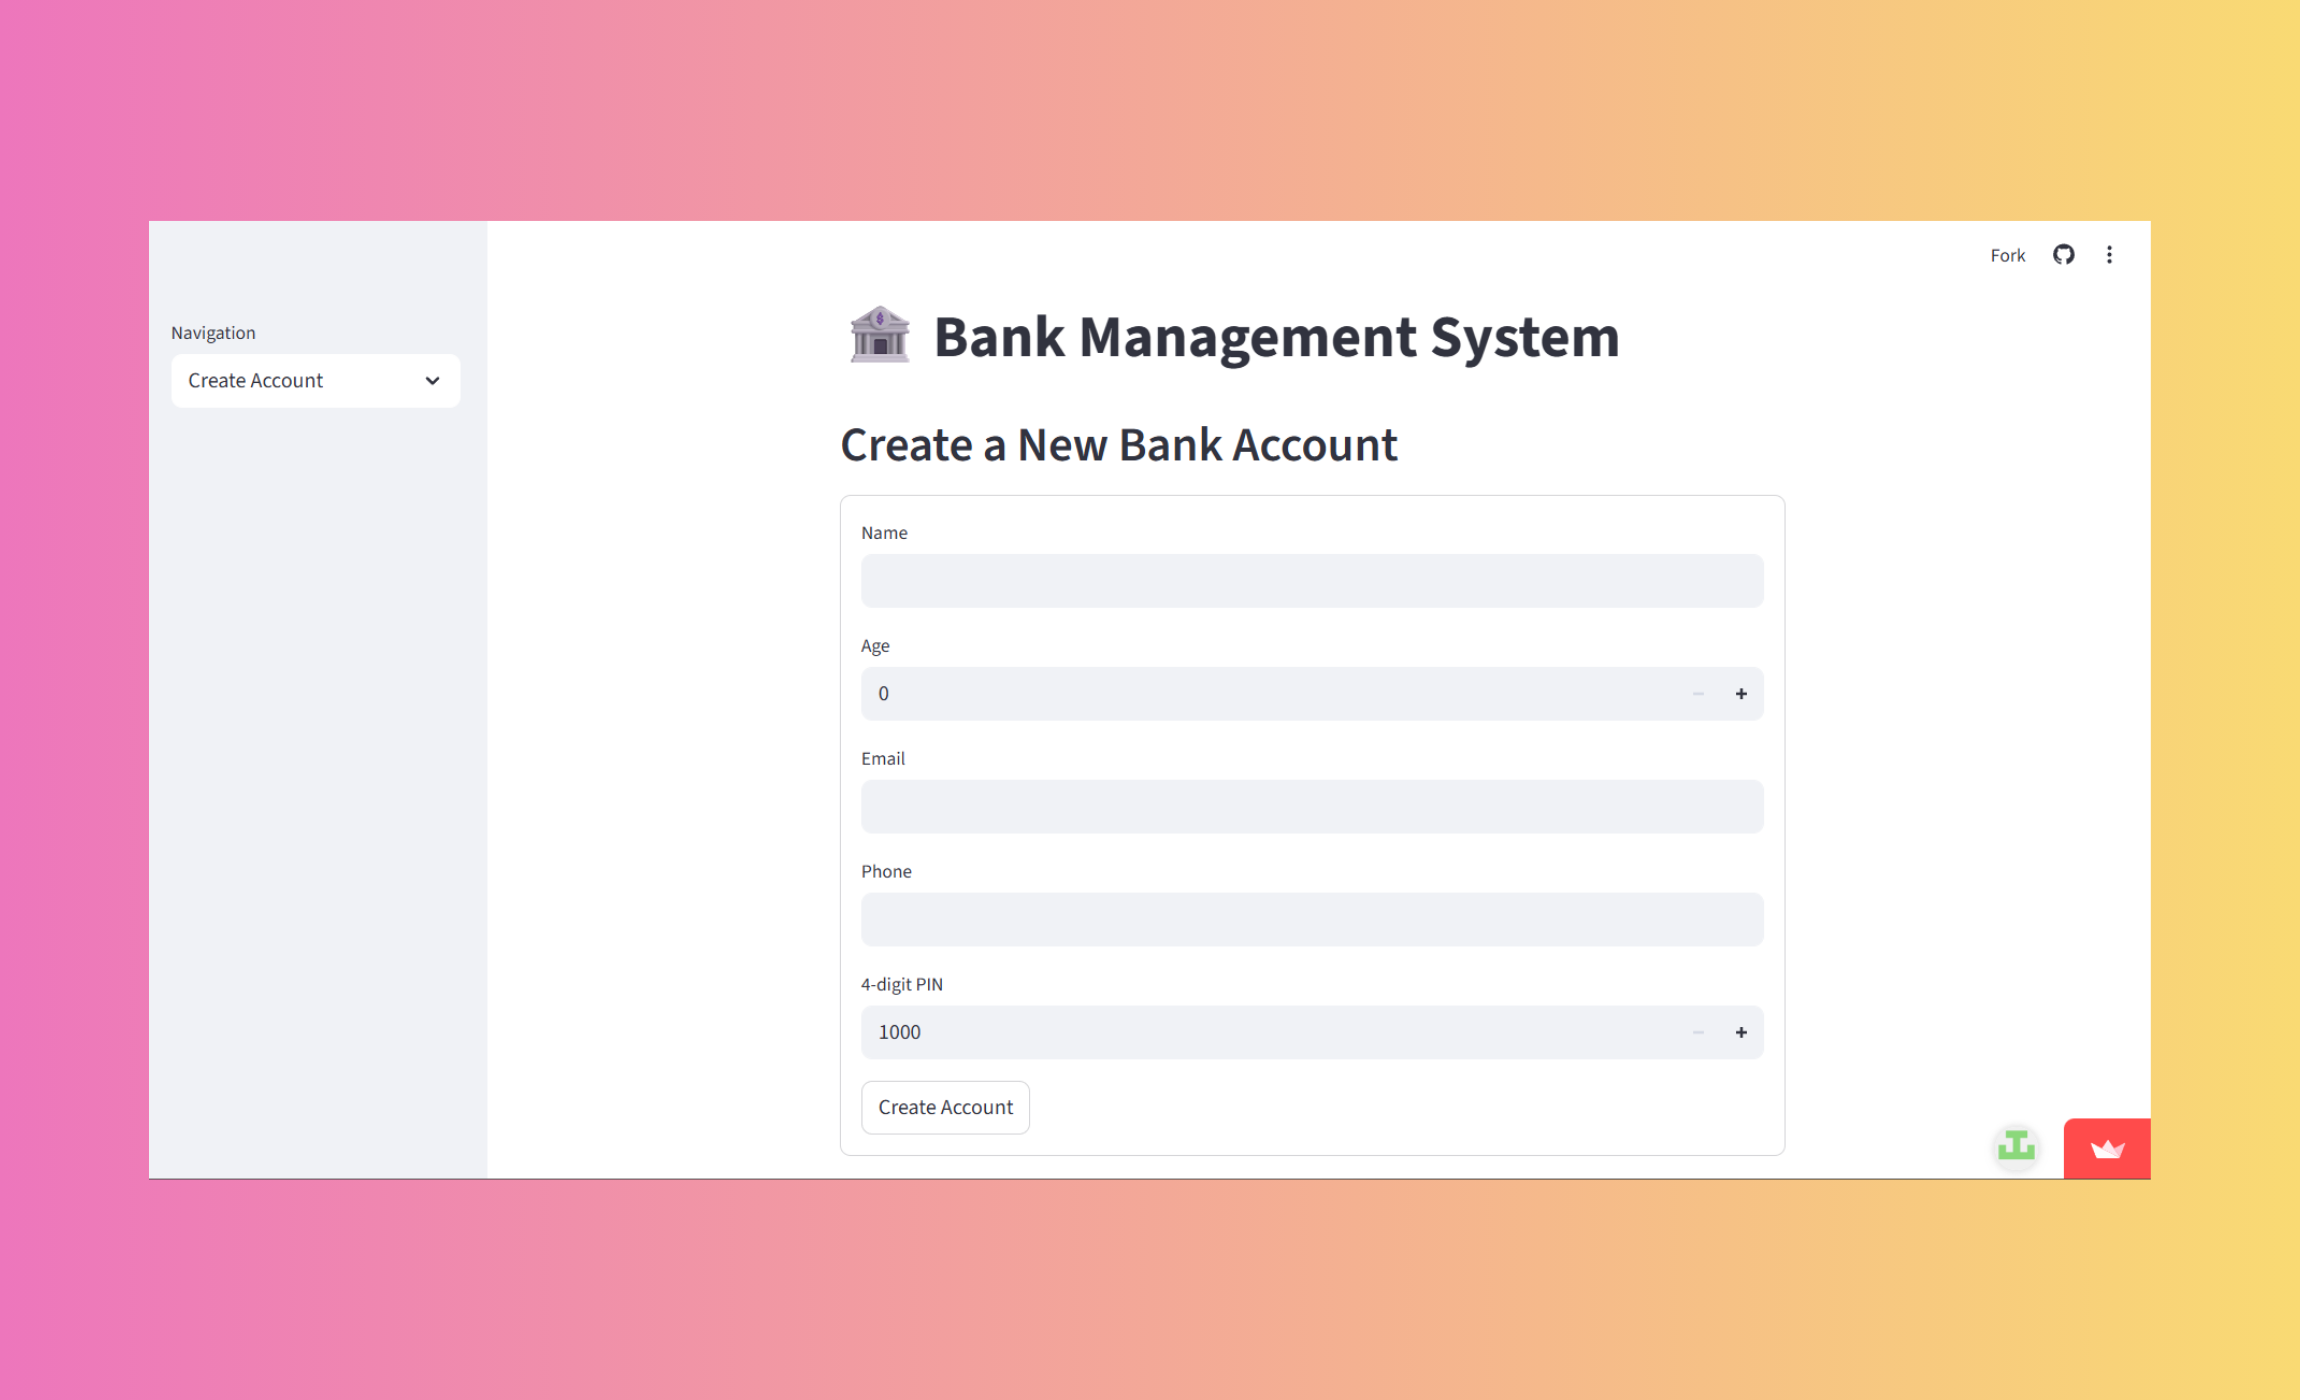 Fork
Navigation
Create Account
Bank Management System
Create a New Bank Account
Name
Age
0
Email
Phone
4-digit PIN
1000
Create Account